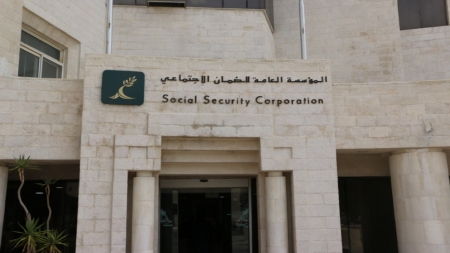 المؤسسة العامة للضمان الاجتماعي
Social Security Corporation